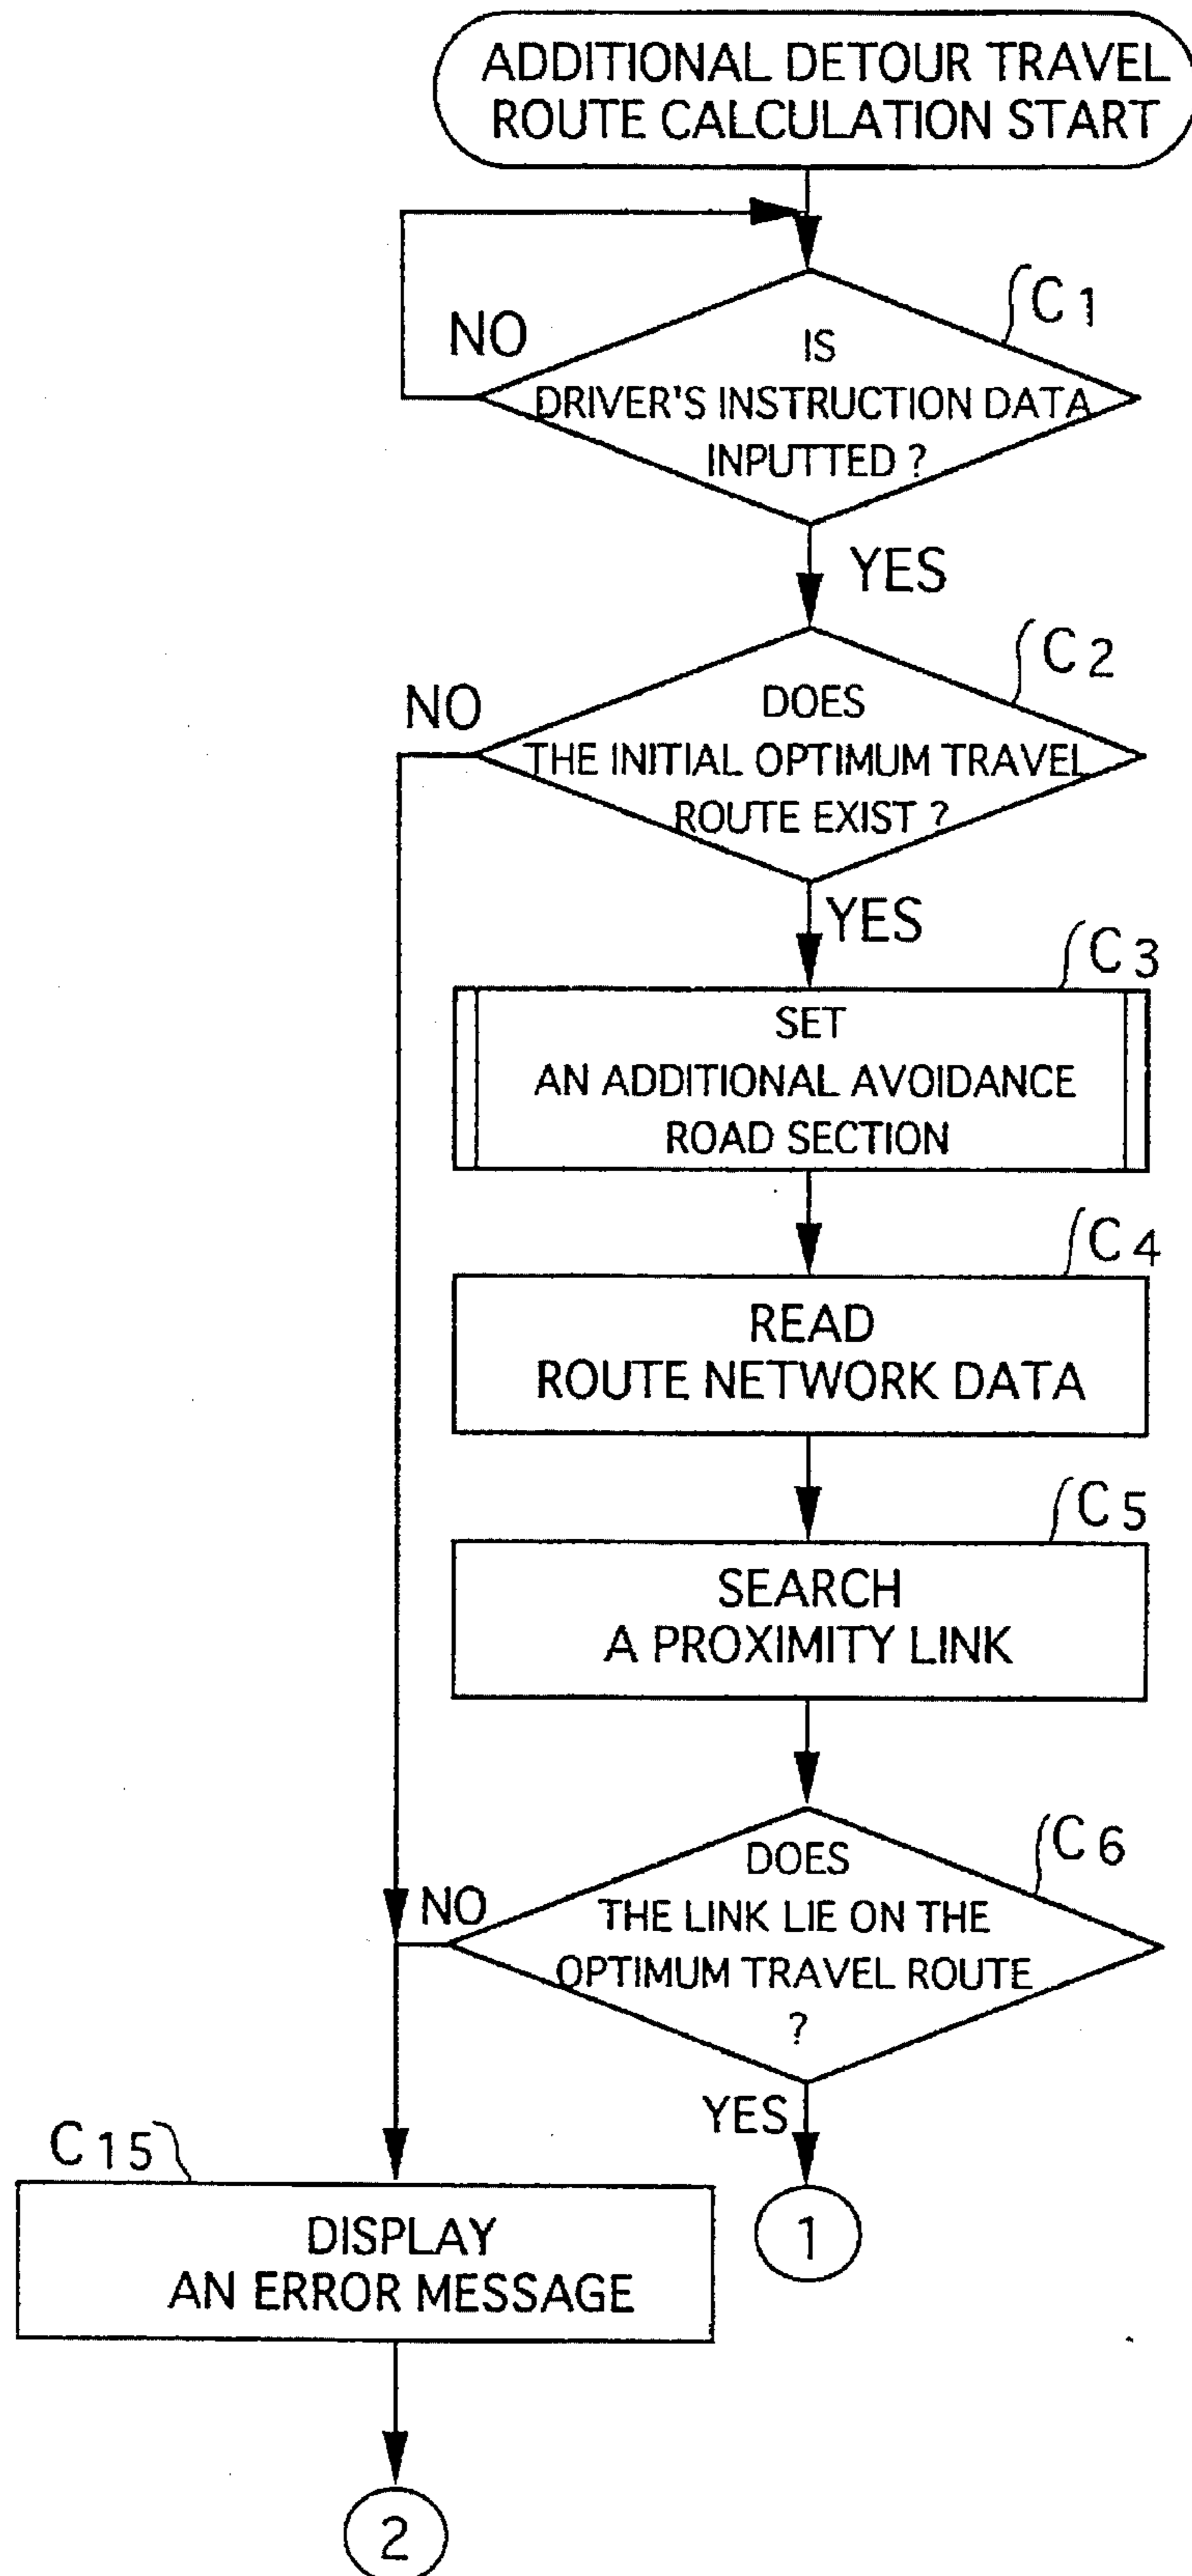 ADDITIONAL DETOUR TRAVEL
ROUTE CALCULATION START
C1
NO
IS
DRIVER'S INSTRUCTION DATA
INPUTTED ?
YES
C2
NO
DOES
THE INITIAL OPTIMUM TRAVEL
ROUTE EXIST ?
YES
C3
SET
AN ADDITIONAL AVOIDANCE
ROAD SECTION
C4
READ
ROUTE NETWORK DATA
C5
SEARCH
A PROXIMITY LINK
C6
NO
DOES
THE LINK LIE ON THE
OPTIMUM TRAVEL ROUTE
?
YES
1
C15
DISPLAY
AN ERROR MESSAGE
2